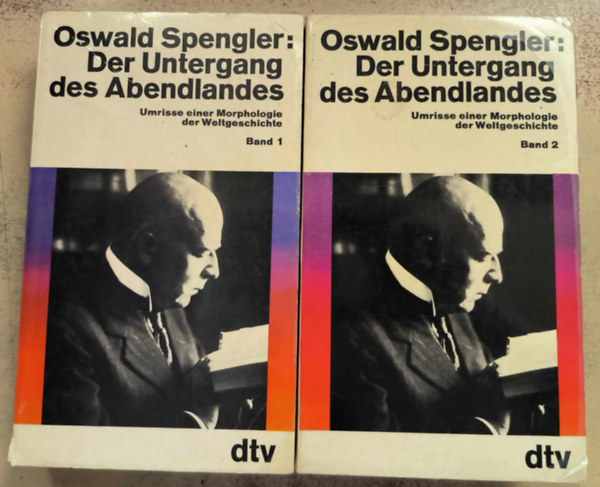 Oswald Spengler:
Der Untergang
des Abendlandes
Umrisse einer Morphologie
der Weltgeschichte
Band 1
dtv
Oswald Spengler:
Der Untergang
des Abendlandes
Umrisse einer Morphologie
der Weltgeschichte
Band 2
dtv